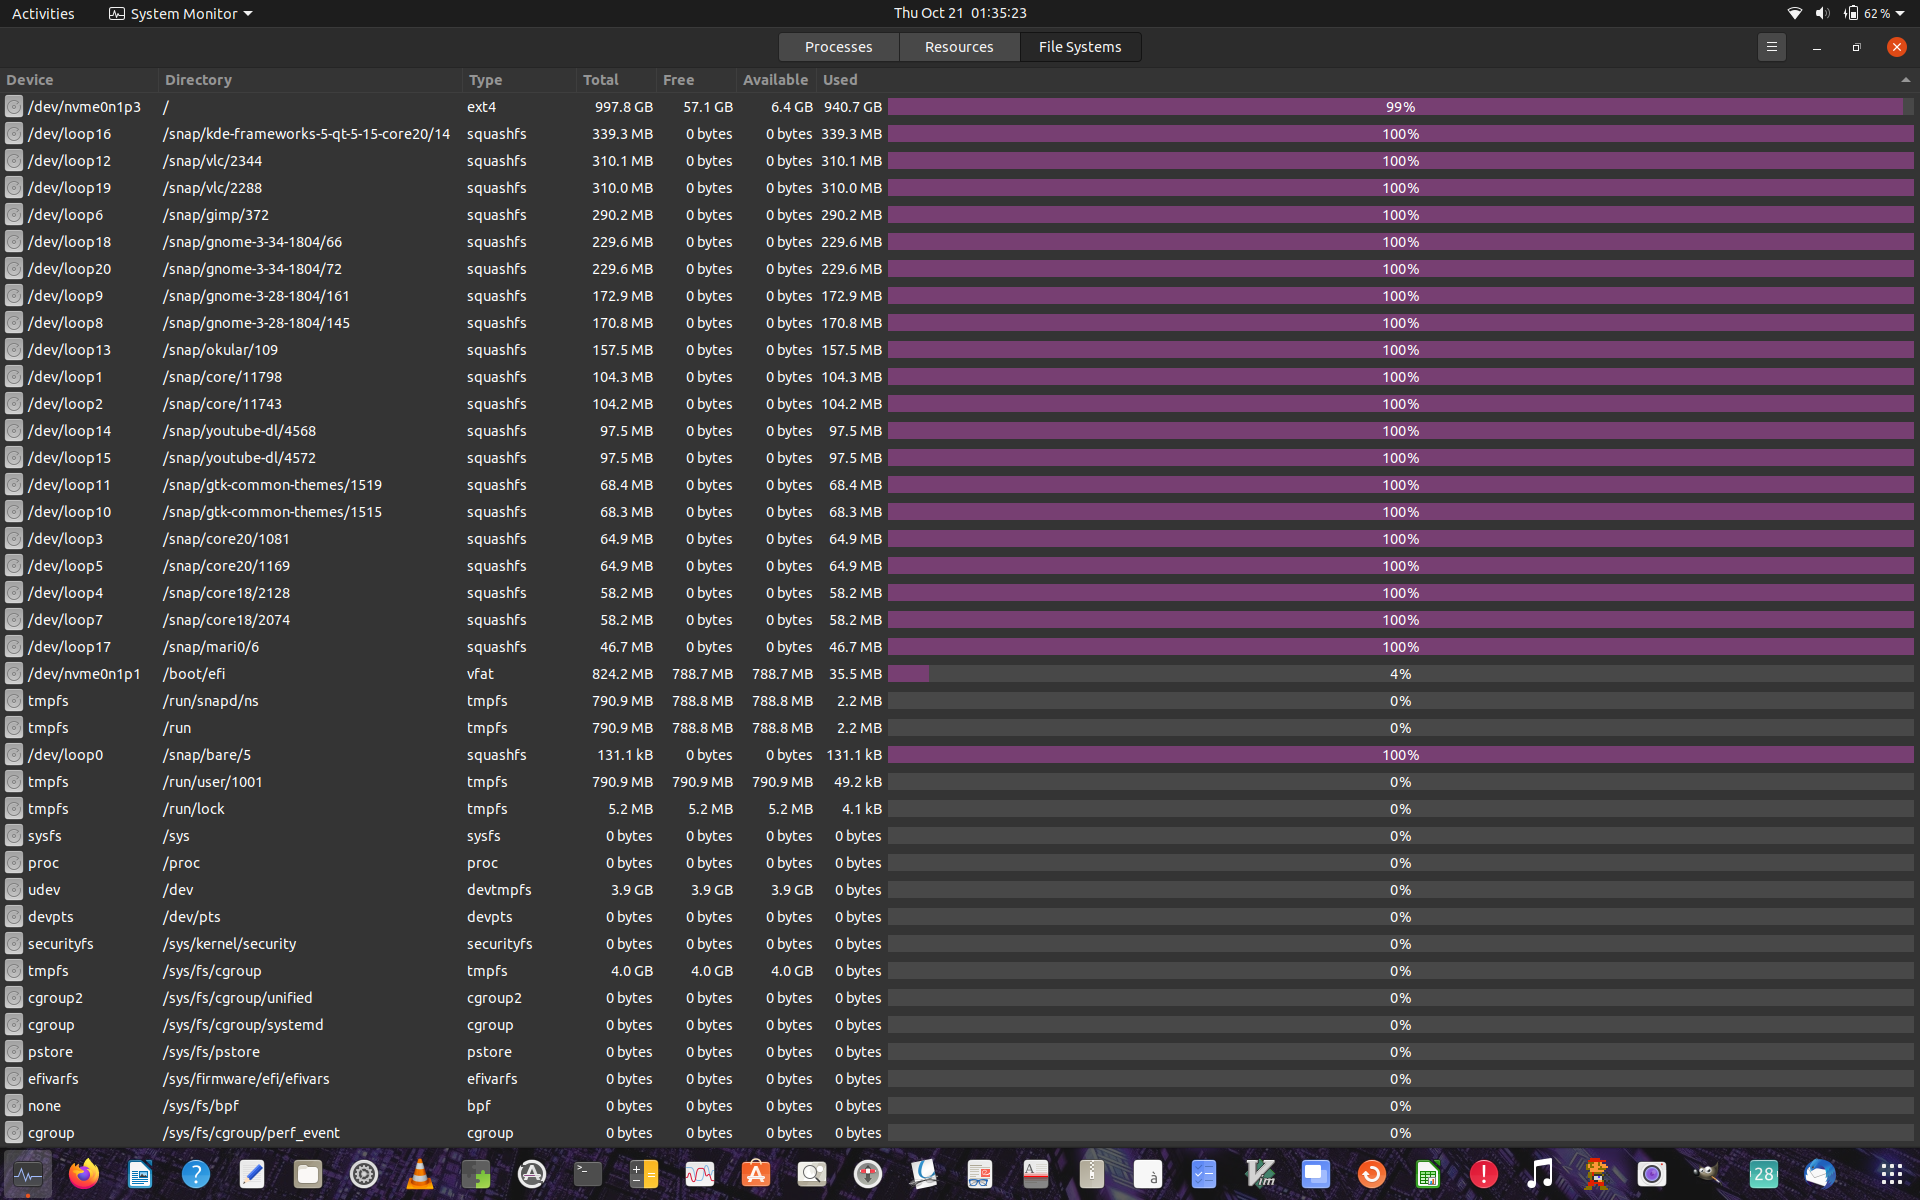 Activities System Monitor Thu Oct 21 01:35:23 62 %
Processes Resources File Systems
Device Directory Type Total Free Available Used
/dev/nvme0n1p3 / ext4 997.8 GB 57.1 GB 6.4 GB 940.7 GB 99%
/dev/loop16 /snap/kde-frameworks-5-qt-5-15-core20/14 squashfs 339.3 MB 0 bytes 0 bytes 339.3 MB 100%
/dev/loop12 /snap/vlc/2344 squashfs 310.1 MB 0 bytes 0 bytes 310.1 MB 100%
/dev/loop19 /snap/vlc/2288 squashfs 310.0 MB 0 bytes 0 bytes 310.0 MB 100%
/dev/loop6 /snap/gimp/372 squashfs 290.2 MB 0 bytes 0 bytes 290.2 MB 100%
/dev/loop18 /snap/gnome-3-34-1804/66 squashfs 229.6 MB 0 bytes 0 bytes 229.6 MB 100%
/dev/loop20 /snap/gnome-3-34-1804/72 squashfs 229.6 MB 0 bytes 0 bytes 229.6 MB 100%
/dev/loop9 /snap/gnome-3-28-1804/161 squashfs 172.9 MB 0 bytes 0 bytes 172.9 MB 100%
/dev/loop8 /snap/gnome-3-28-1804/145 squashfs 170.8 MB 0 bytes 0 bytes 170.8 MB 100%
/dev/loop13 /snap/okular/109 squashfs 157.5 MB 0 bytes 0 bytes 157.5 MB 100%
/dev/loop1 /snap/core/11798 squashfs 104.3 MB 0 bytes 0 bytes 104.3 MB 100%
/dev/loop2 /snap/core/11743 squashfs 104.2 MB 0 bytes 0 bytes 104.2 MB 100%
/dev/loop14 /snap/youtube-dl/4568 squashfs 97.5 MB 0 bytes 0 bytes 97.5 MB 100%
/dev/loop15 /snap/youtube-dl/4572 squashfs 97.5 MB 0 bytes 0 bytes 97.5 MB 100%
/dev/loop11 /snap/gtk-common-themes/1519 squashfs 68.4 MB 0 bytes 0 bytes 68.4 MB 100%
/dev/loop10 /snap/gtk-common-themes/1515 squashfs 68.3 MB 0 bytes 0 bytes 68.3 MB 100%
/dev/loop3 /snap/core20/1081 squashfs 64.9 MB 0 bytes 0 bytes 64.9 MB 100%
/dev/loop5 /snap/core20/1169 squashfs 64.9 MB 0 bytes 0 bytes 64.9 MB 100%
/dev/loop4 /snap/core18/2128 squashfs 58.2 MB 0 bytes 0 bytes 58.2 MB 100%
/dev/loop7 /snap/core18/2074 squashfs 58.2 MB 0 bytes 0 bytes 58.2 MB 100%
/dev/loop17 /snap/mari0/6 squashfs 46.7 MB 0 bytes 0 bytes 46.7 MB 100%
/dev/nvme0n1p1 /boot/efi vfat 824.2 MB 788.7 MB 788.7 MB 35.5 MB 4%
tmpfs /run/snapd/ns tmpfs 790.9 MB 788.8 MB 788.8 MB 2.2 MB 0%
tmpfs /run tmpfs 790.9 MB 788.8 MB 788.8 MB 2.2 MB 0%
/dev/loop0 /snap/bare/5 squashfs 131.1 kB 0 bytes 0 bytes 131.1 kB 100%
tmpfs /run/user/1001 tmpfs 790.9 MB 790.9 MB 790.9 MB 49.2 kB 0%
tmpfs /run/lock tmpfs 5.2 MB 5.2 MB 5.2 MB 4.1 kB 0%
sysfs /sys sysfs 0 bytes 0 bytes 0 bytes 0 bytes 0%
proc /proc proc 0 bytes 0 bytes 0 bytes 0 bytes 0%
udev /dev devtmpfs 3.9 GB 3.9 GB 3.9 GB 0 bytes 0%
devpts /dev/pts devpts 0 bytes 0 bytes 0 bytes 0 bytes 0%
securityfs /sys/kernel/security securityfs 0 bytes 0 bytes 0 bytes 0 bytes 0%
tmpfs /sys/fs/cgroup tmpfs 4.0 GB 4.0 GB 4.0 GB 0 bytes 0%
cgroup2 /sys/fs/cgroup/unified cgroup2 0 bytes 0 bytes 0 bytes 0 bytes 0%
cgroup /sys/fs/cgroup/systemd cgroup 0 bytes 0 bytes 0 bytes 0 bytes 0%
pstore /sys/fs/pstore pstore 0 bytes 0 bytes 0 bytes 0 bytes 0%
efivarfs /sys/firmware/efi/efivars efivarfs 0 bytes 0 bytes 0 bytes 0 bytes 0%
none /sys/fs/bpf bpf 0 bytes 0 bytes 0 bytes 0 bytes 0%
cgroup /sys/fs/cgroup/perf_event cgroup 0 bytes 0 bytes 0 bytes 0 bytes 0%
à Vim 28